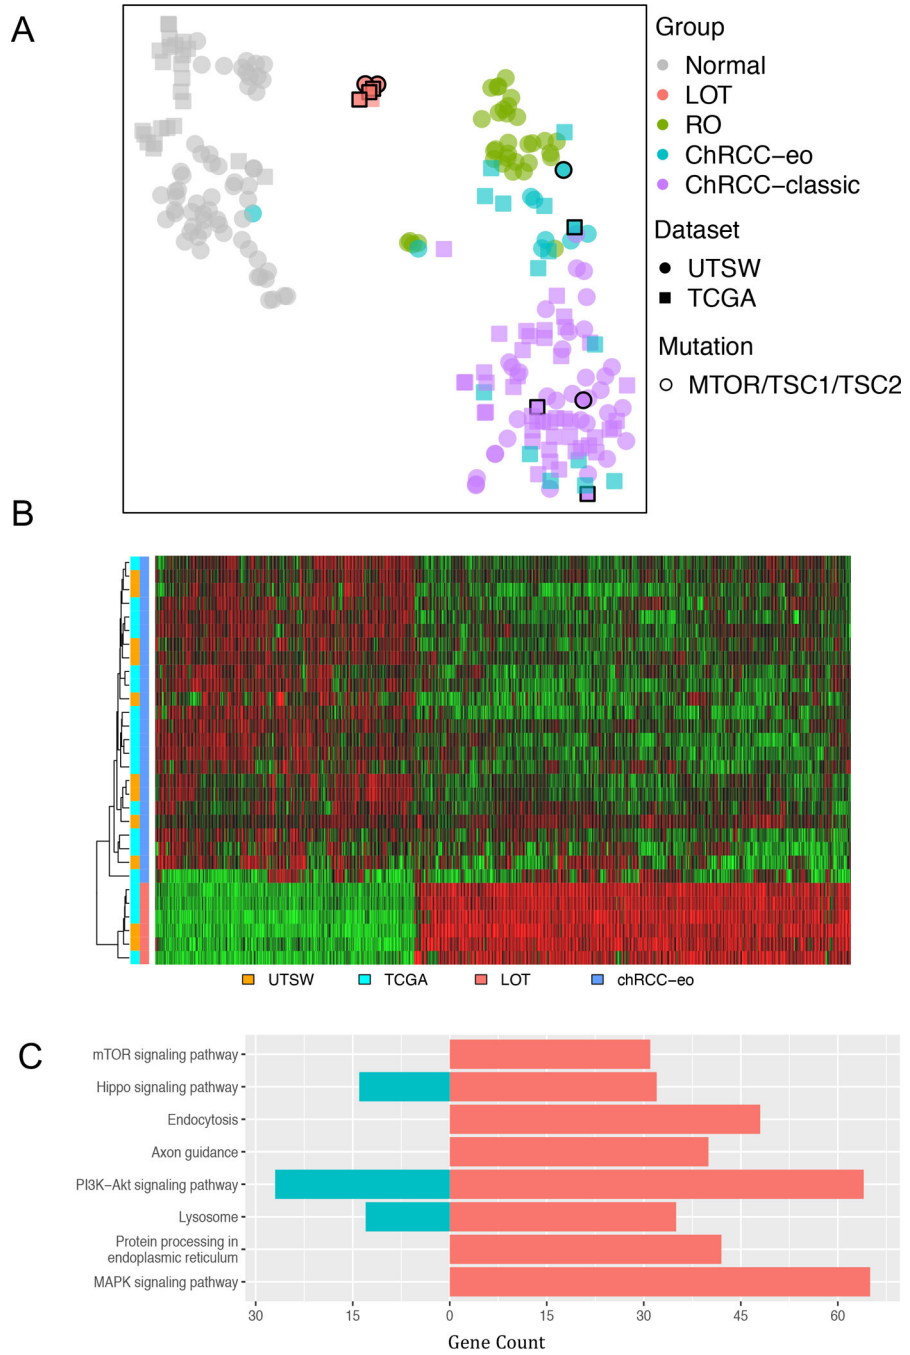 A
Group
Normal
LOT
RO
ChRCC−eo
ChRCC−classic
Dataset
UTSW
TCGA
Mutation
MTOR/TSC1/TSC2
B
UTSW
TCGA
LOT
chRCC−eo
C
mTOR signaling pathway
Hippo signaling pathway
Endocytosis
Axon guidance
PI3K−Akt signaling pathway
Lysosome
Protein processing in
endoplasmic reticulum
MAPK signaling pathway
30 15 0 15 30 45 60
Gene Count